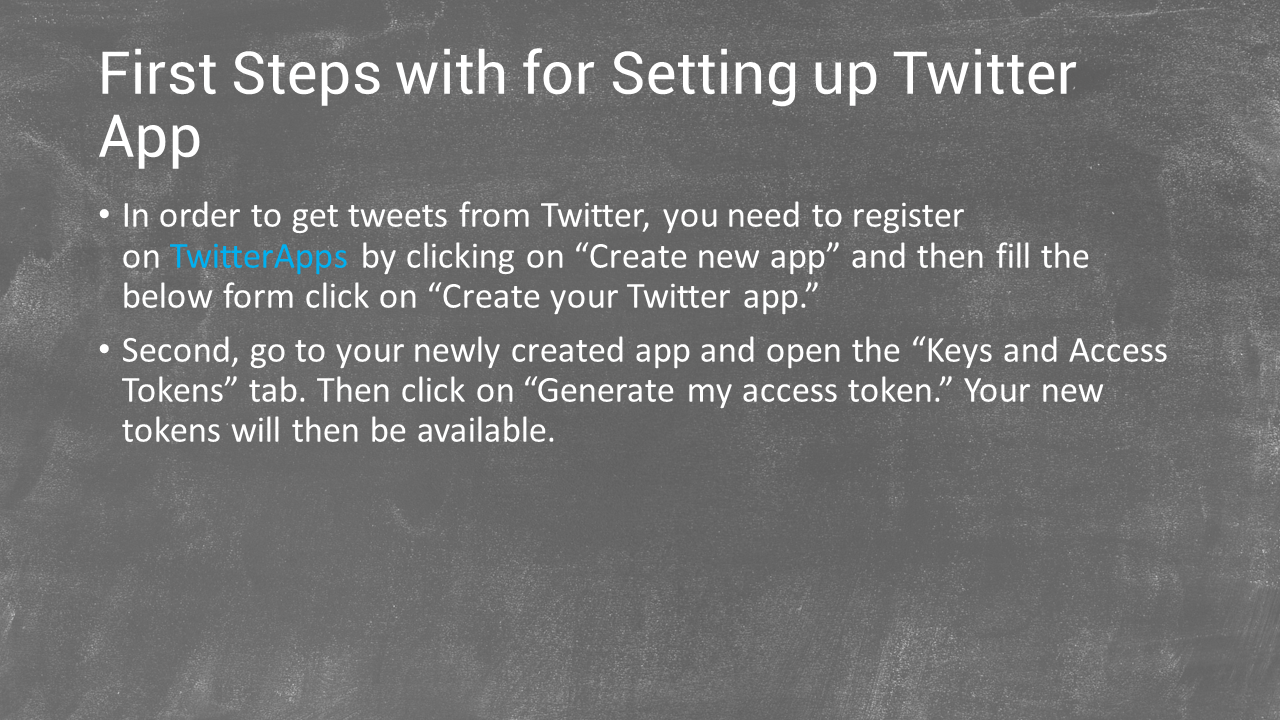 First Steps with for Setting up Twitter
App
• In order to get tweets from Twitter, you need to register
on TwitterApps by clicking on “Create new app” and then fill the
below form click on “Create your Twitter app.”
• Second, go to your newly created app and open the “Keys and Access
Tokens” tab. Then click on “Generate my access token.” Your new
tokens will then be available.